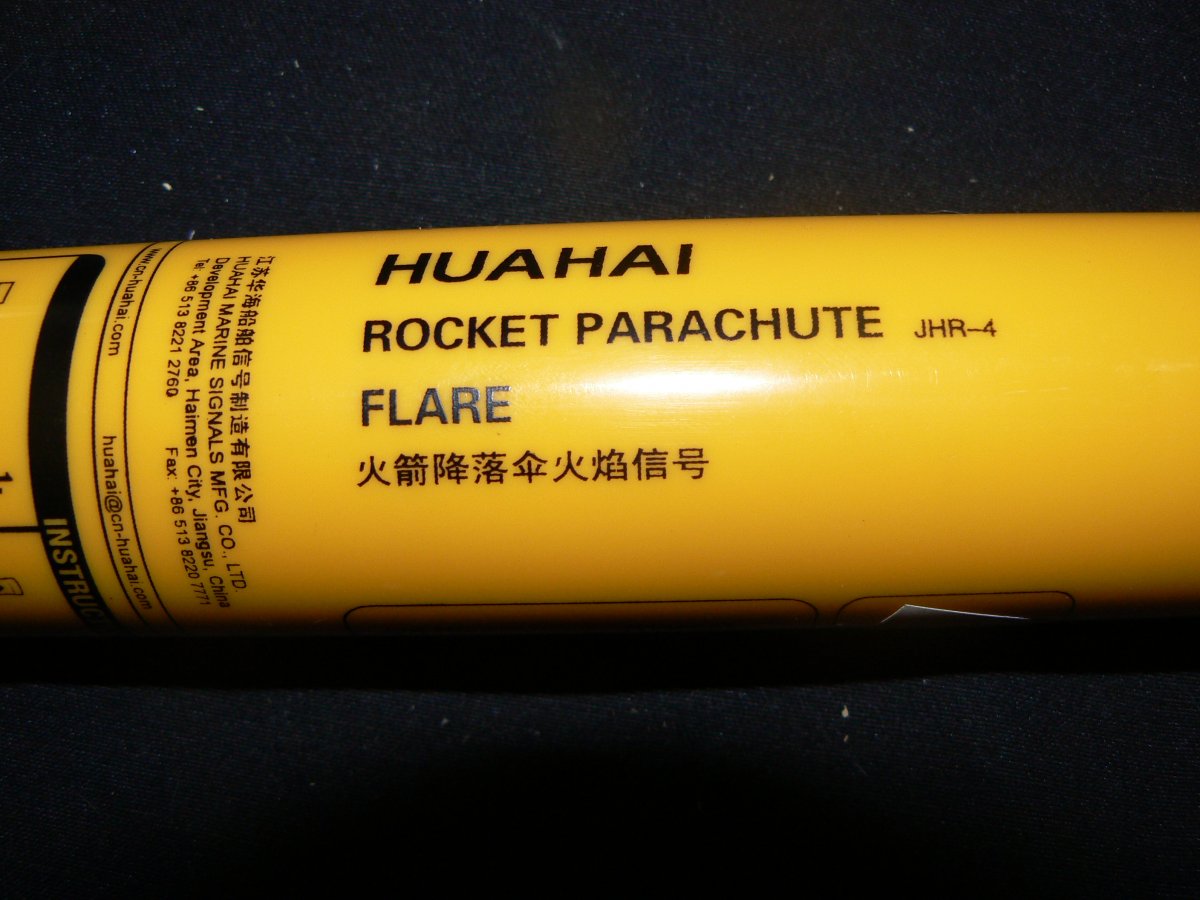 HUAHAI
ROCKET PARACHUTE JHR-4
FLARE
火箭降落伞火焰信号
江苏华海船舶信号制造有限公司
HUAHAI MARINE SIGNALS MFG. CO., LTD.
Development Area, Haimen City, Jiangsu, China
Tel: +86 513 8221 2760 Fax: +86 513 8220 7771
www.cn-huahai.com huahai@cn-huahai.com
1.